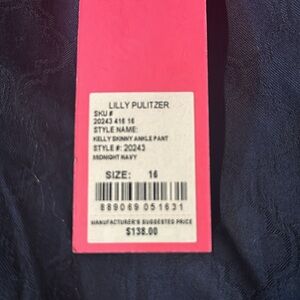 LILLY PULITZER
SKU #
20243 416 16
STYLE NAME:
KELLY SKINNY ANKLE PANT
STYLE #: 20243
MIDNIGHT NAVY
SIZE: 16
889069 051631
MANUFACTURER'S SUGGESTED PRICE
$138.00